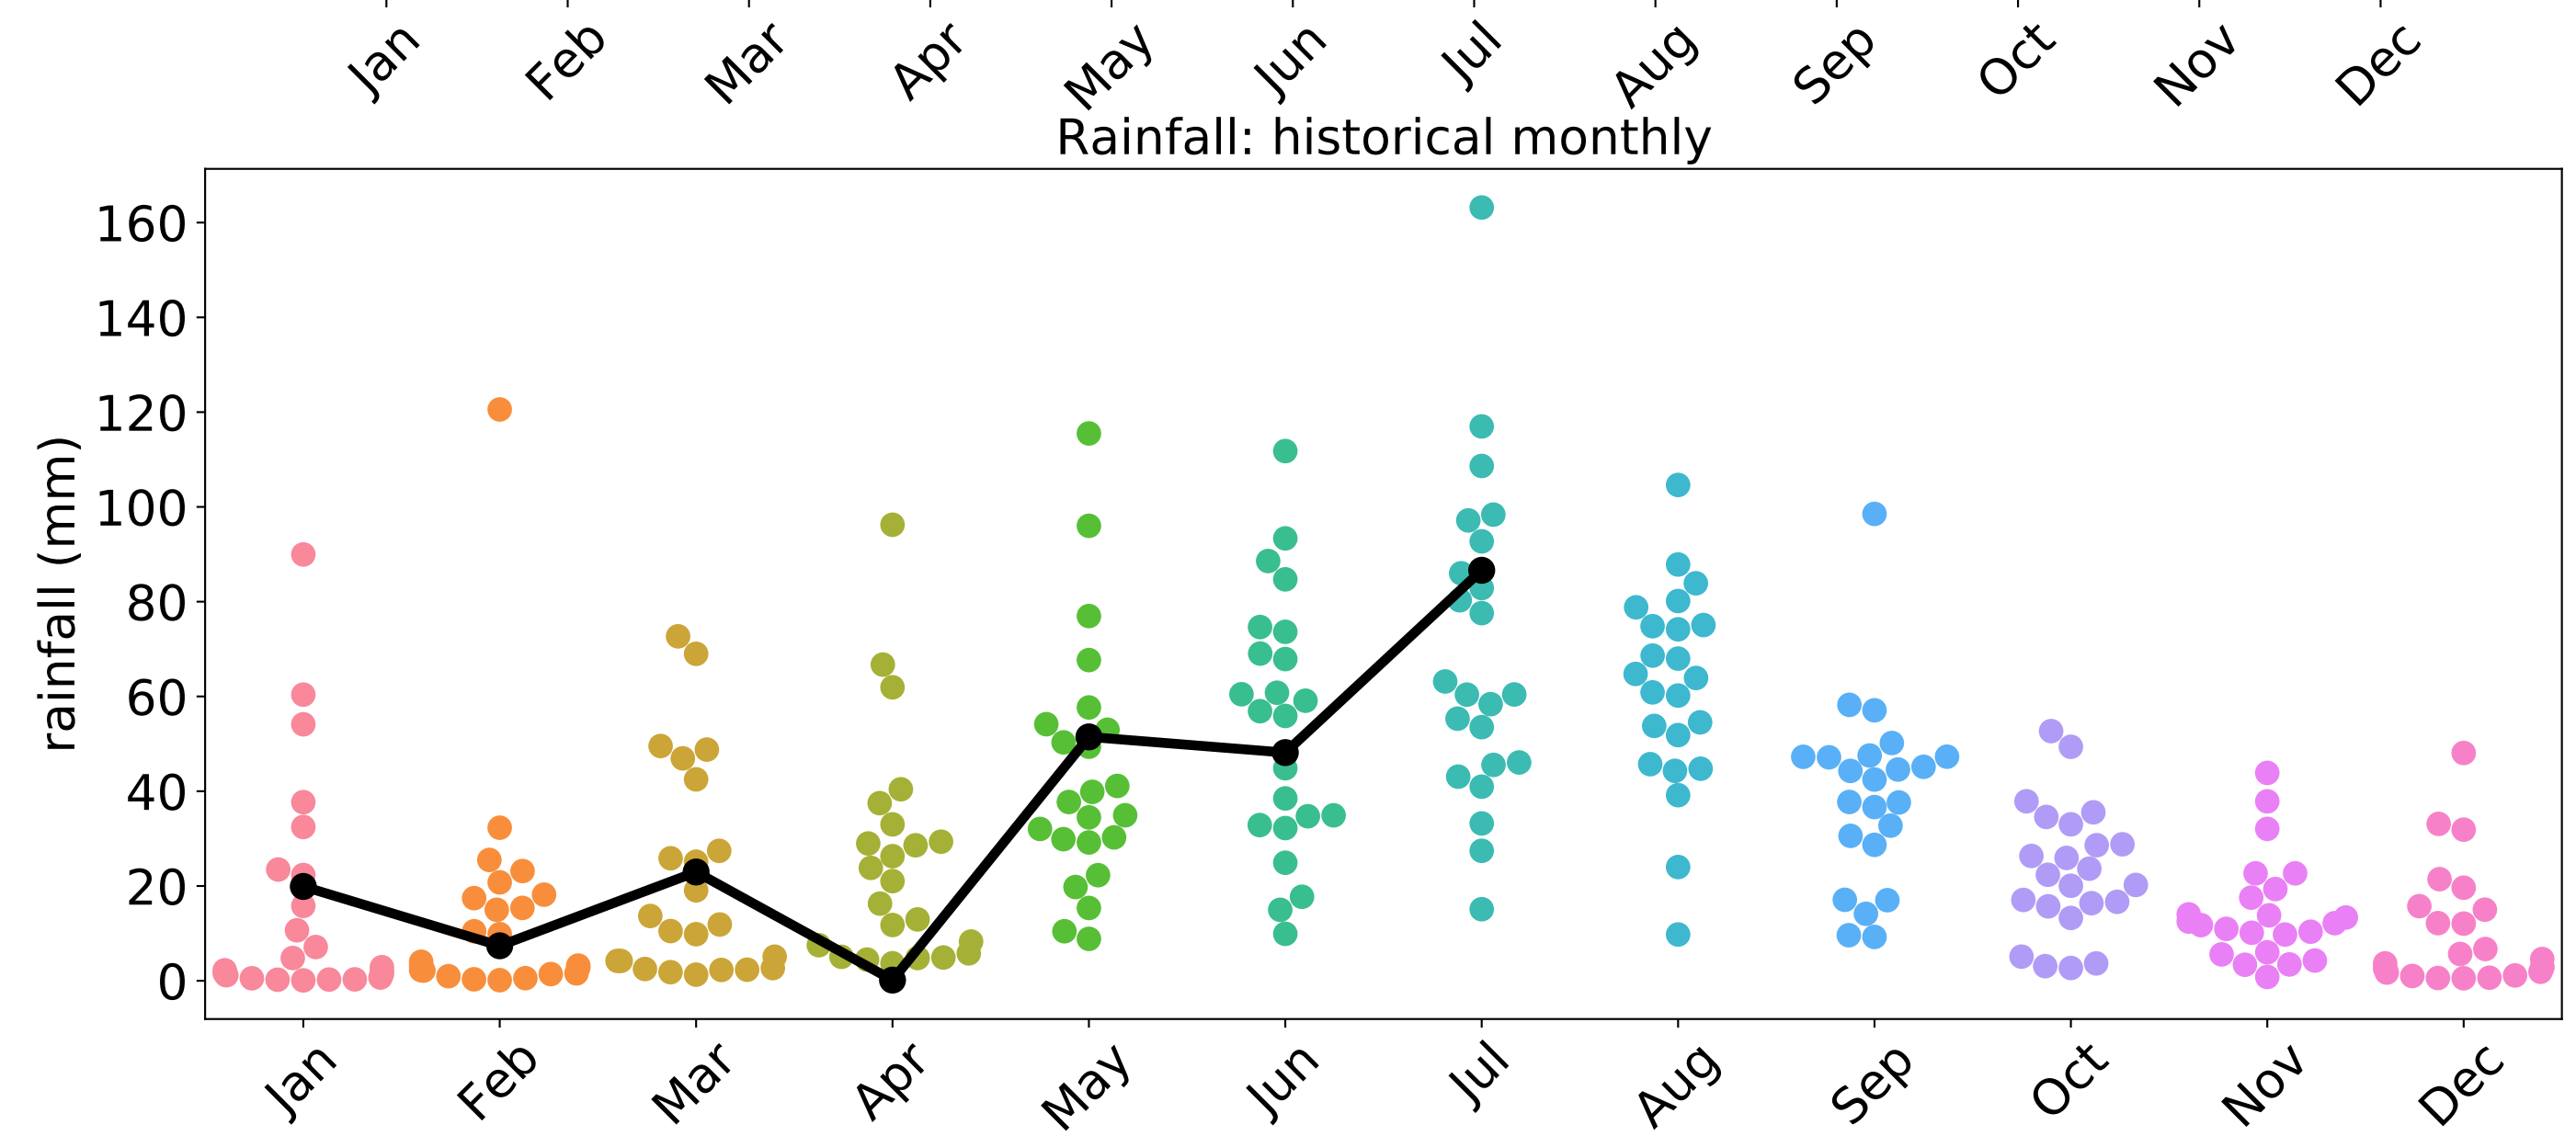 Jan Feb Mar Apr May Jun Jul Aug Sep Oct Nov Dec
Rainfall: historical monthly
rainfall (mm)
160
140
120
100
80
60
40
20
0
Jan Feb Mar Apr May Jun Jul Aug Sep Oct Nov Dec